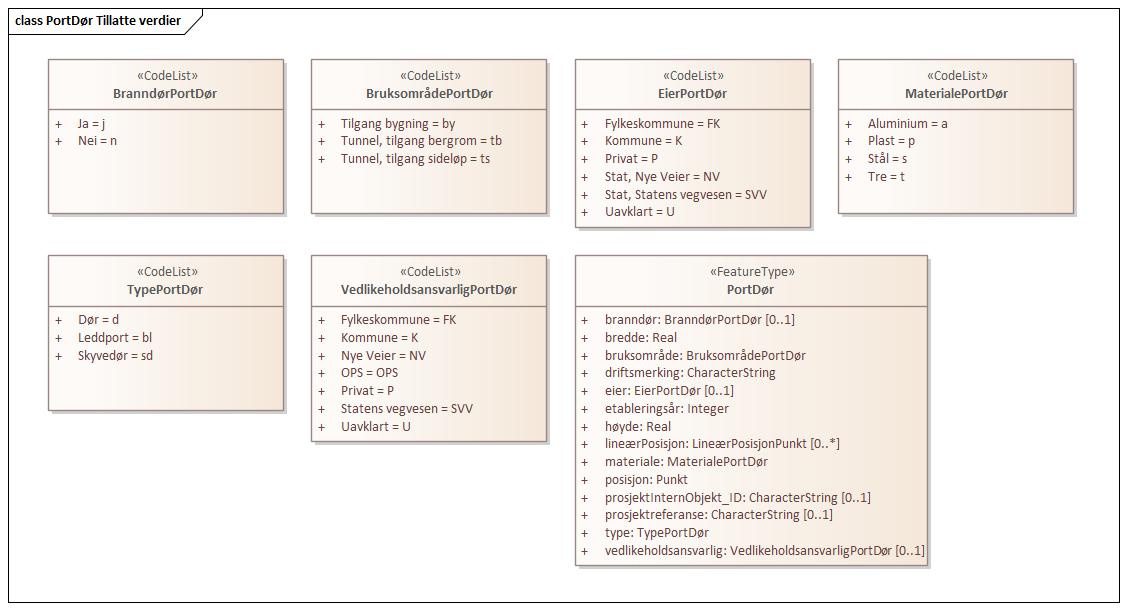 class PortDør Tillatte verdier
«CodeList»
BranndørPortDør
+ Ja = j
+ Nei = n
«CodeList»
BruksområdePortDør
+ Tilgang bygning = by
+ Tunnel, tilgang bergrom = tb
+ Tunnel, tilgang sideløp = ts
«CodeList»
EierPortDør
+ Fylkeskommune = FK
+ Kommune = K
+ Privat = P
+ Stat, Nye Veier = NV
+ Stat, Statens vegvesen = SVV
+ Uavklart = U
«CodeList»
MaterialePortDør
+ Aluminium = a
+ Plast = p
+ Stål = s
+ Tre = t
«CodeList»
TypePortDør
+ Dør = d
+ Leddport = bl
+ Skyvedør = sd
«CodeList»
VedlikeholdsansvarligPortDør
+ Fylkeskommune = FK
+ Kommune = K
+ Nye Veier = NV
+ OPS = OPS
+ Privat = P
+ Statens vegvesen = SVV
+ Uavklart = U
«FeatureType»
PortDør
+ branndør: BranndørPortDør [0..1]
+ bredde: Real
+ bruksområde: BruksområdePortDør
+ driftsmerking: CharacterString
+ eier: EierPortDør [0..1]
+ etableringsår: Integer
+ høyde: Real
+ lineærPosisjon: LineærPosisjonPunkt [0..*]
+ materiale: MaterialePortDør
+ posisjon: Punkt
+ prosjektInternObjekt_ID: CharacterString [0..1]
+ prosjektreferanse: CharacterString [0..1]
+ type: TypePortDør
+ vedlikeholdsansvarlig: VedlikeholdsansvarligPortDør [0..1]